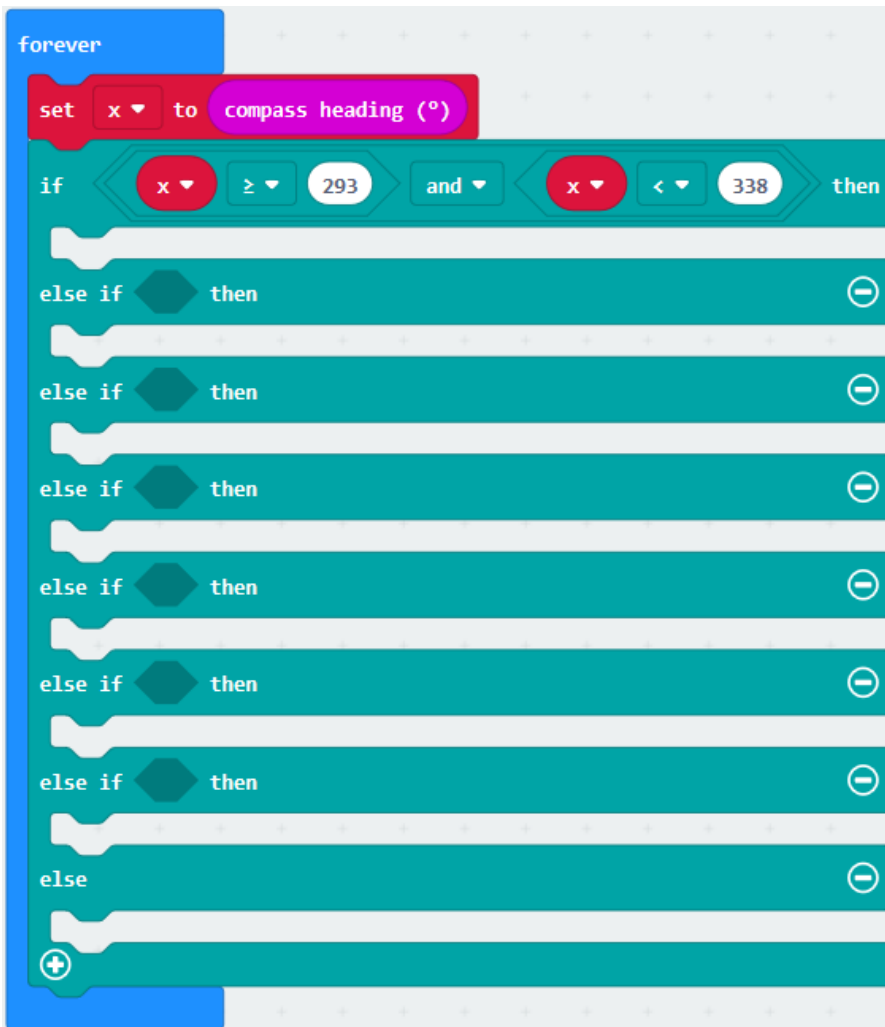 forever
set x to compass heading (°)
if x ≥ 293 and x < 338 then
else if then
else if then
else if then
else if then
else if then
else if then
else